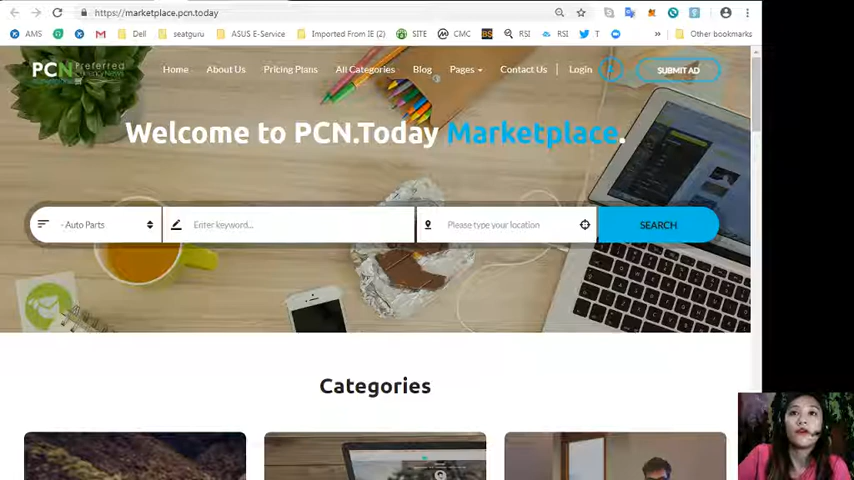 https://marketplace.pcn.today
AMS
Dell
seatguru
ASUS E-Service
Imported From IE (2)
SITE
CMC
BS
RSI
RSI
T
»
Other bookmarks
PCN Preferred
Home
About Us
Pricing Plans
All Categories
Blog
Pages
Contact Us
Login
SUBMIT AD
Welcome to PCN.Today Marketplace.
- Auto Parts
Enter keyword...
Please type your location
SEARCH
Categories